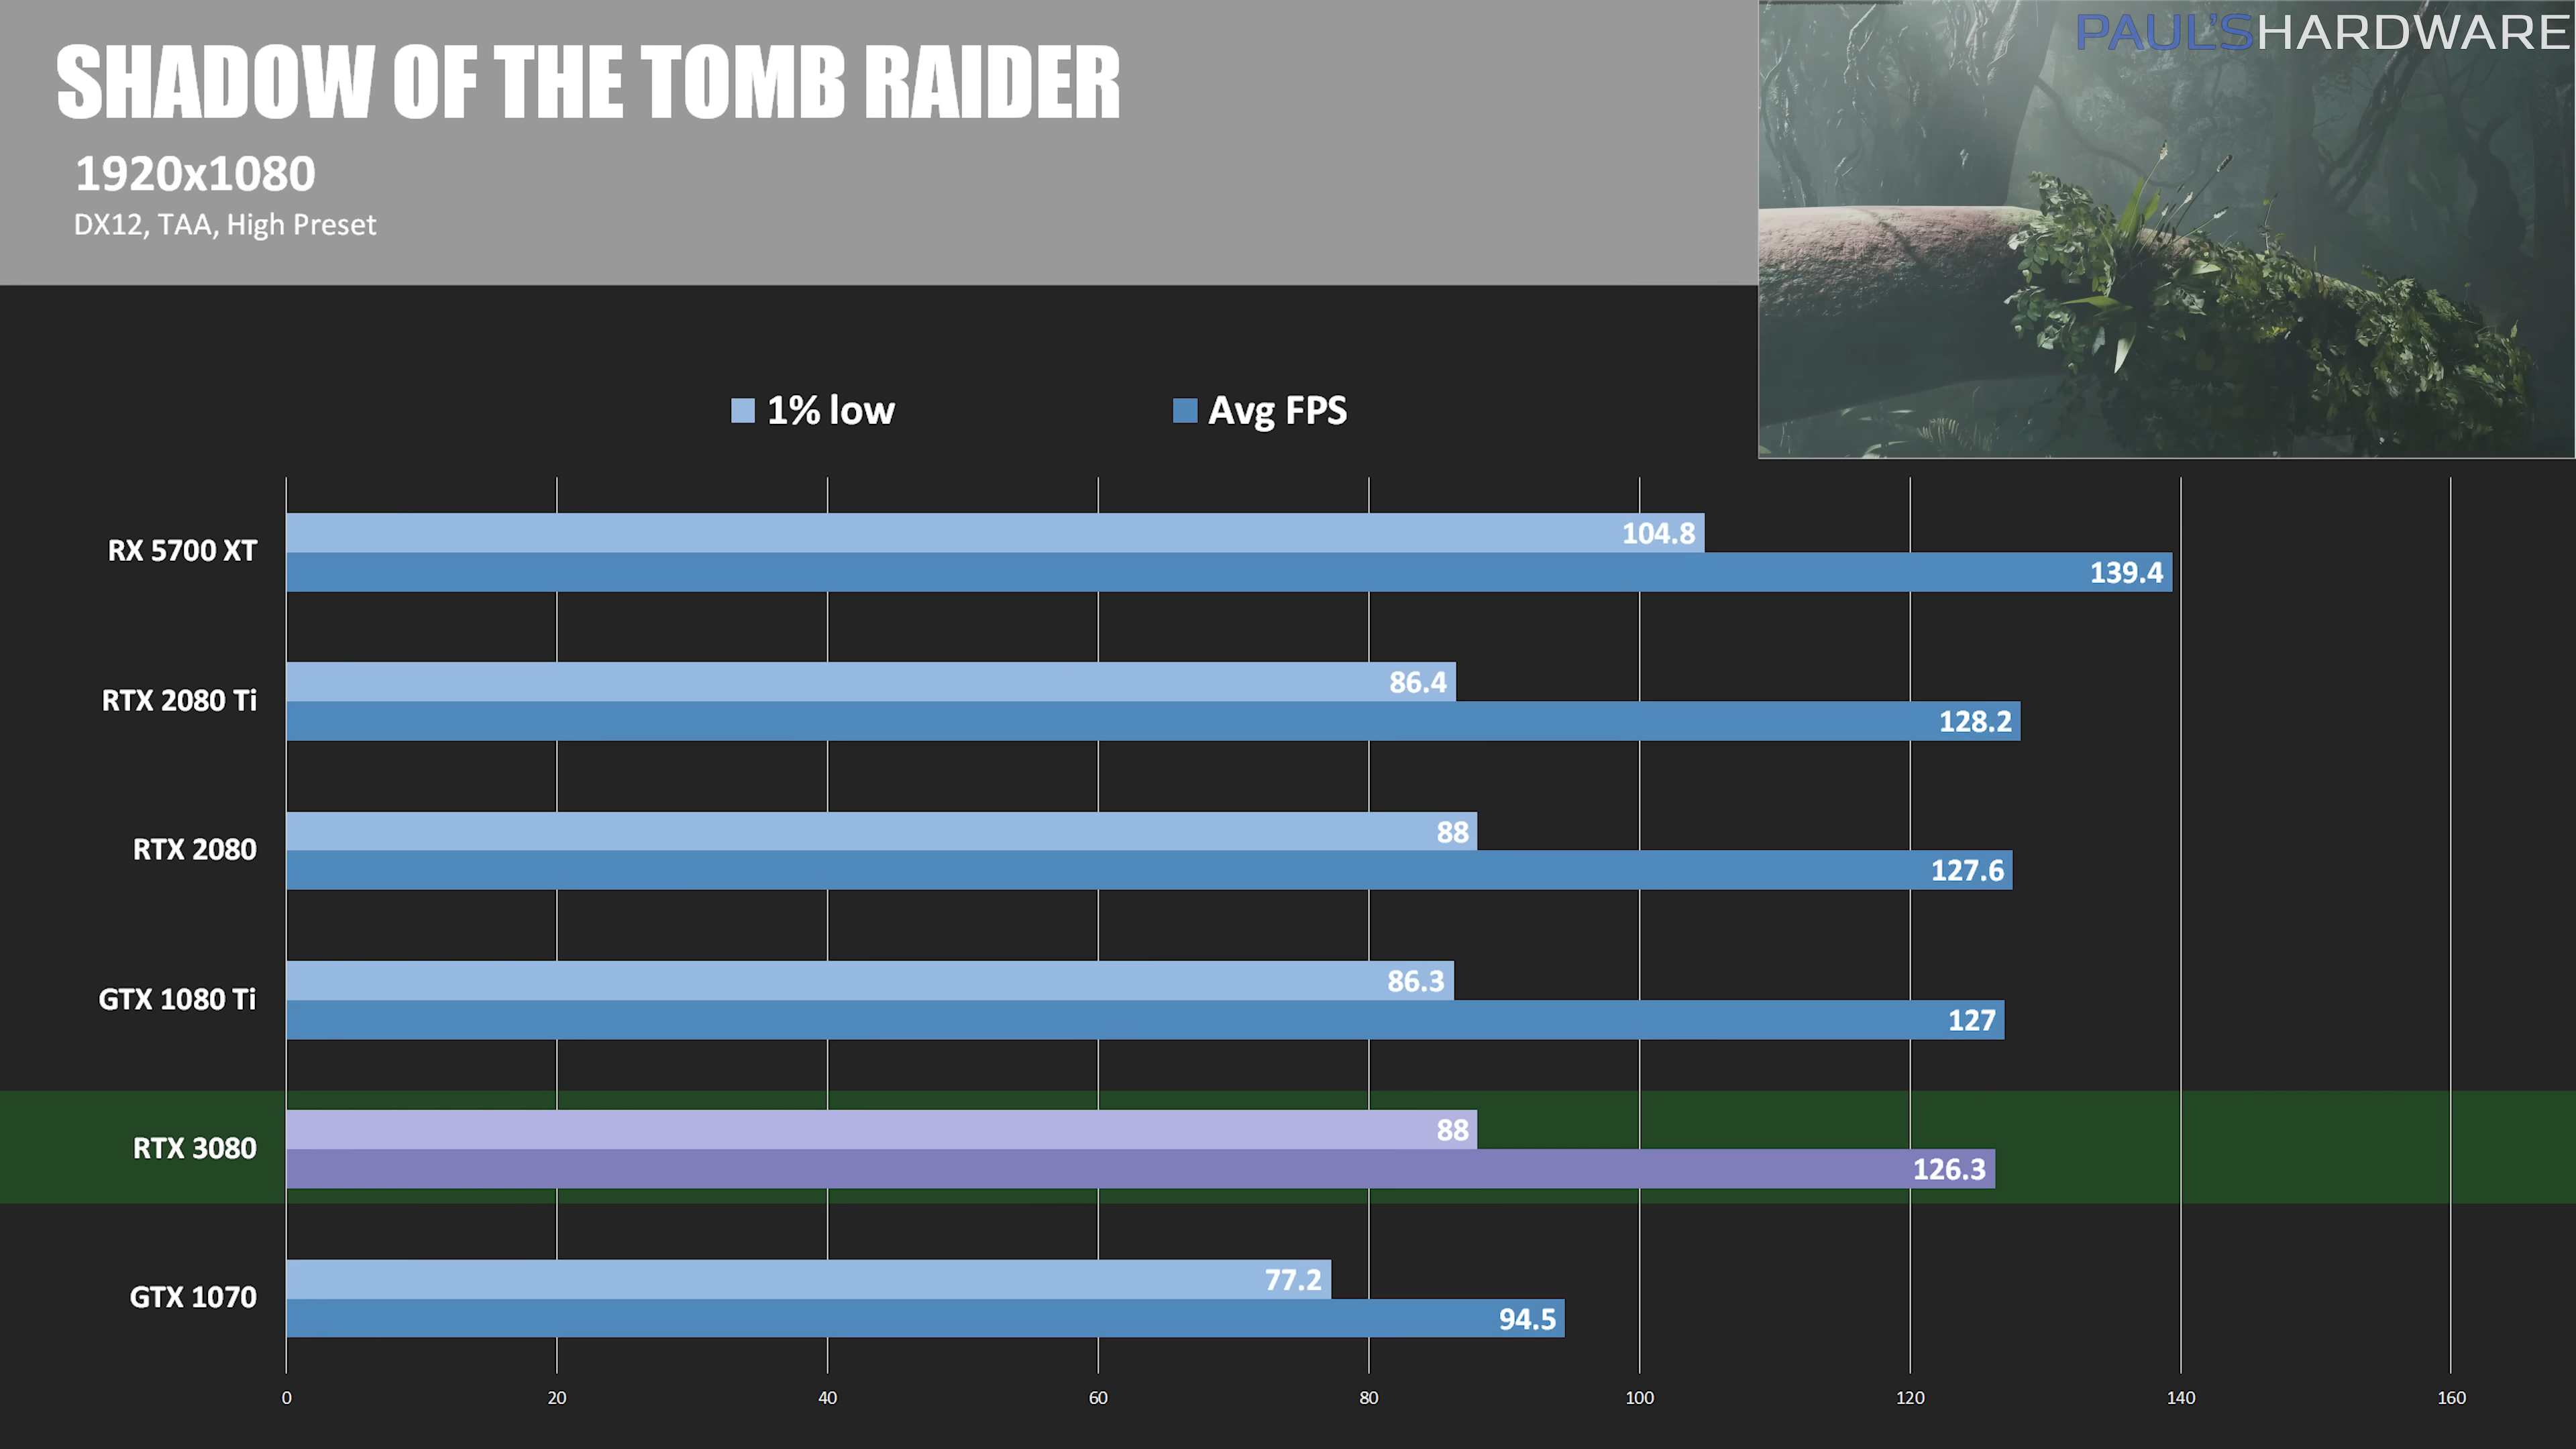 PAUL'SHARDWARE
SHADOW OF THE TOMB RAIDER
1920x1080
DX12, TAA, High Preset
1% low
Avg FPS
RX 5700 XT
104.8
139.4
RTX 2080 Ti
86.4
128.2
RTX 2080
88
127.6
GTX 1080 Ti
86.3
127
RTX 3080
88
126.3
GTX 1070
77.2
94.5
0 20 40 60 80 100 120 140 160